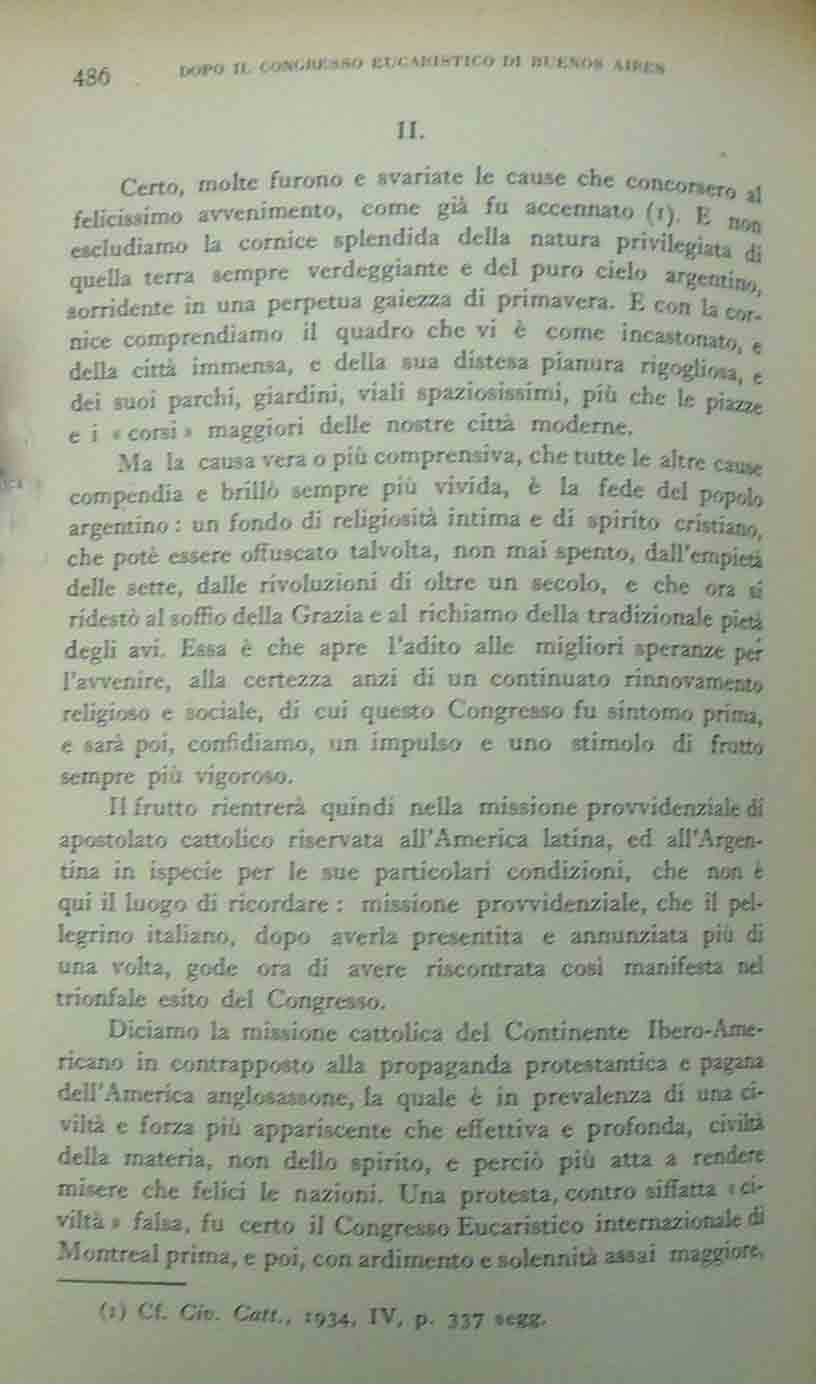 486 DOPO IL CONGRESSO EUCARISTICO DI BUENOS AIRES
II.
Certo, molte furono e svariate le cause che concorsero al
felicissimo avvenimento, come già fu accennato (1). E non
escludiamo la cornice splendida della natura privilegiata di
quella terra sempre verdeggiante e del puro cielo argentino,
sorridente in una perpetua gaiezza di primavera. E con la cor-
nice comprendiamo il quadro che vi è come incastonato, e
della città immensa, e della sua distesa pianura rigogliosa, e
dei suoi parchi, giardini, viali spaziosissimi, più che le piazze
e i « corsi » maggiori delle nostre città moderne.
Ma la causa vera o più comprensiva, che tutte le altre cause
compendia e brillò sempre più vivida, è la fede del popolo
argentino : un fondo di religiosità intima e di spirito cristiano,
che potè essere offuscato talvolta, non mai spento, dall'empietà
delle sette, dalle rivoluzioni di oltre un secolo, e che ora si
ridestò al soffio della Grazia e al richiamo della tradizionale pietà
degli avi. Essa è che apre l'adito alle migliori speranze per
l'avvenire, alla certezza anzi di un continuato rinnovamento
religioso e sociale, di cui questo Congresso fu sintomo prima,
e sarà poi, confidiamo, un impulso e uno stimolo di frutto
sempre più vigoroso.
Il frutto rientrerà quindi nella missione provvidenziale di
apostolato cattolico riservata all'America latina, ed all'Argen-
tina in ispecie per le sue particolari condizioni, che non è
qui il luogo di ricordare : missione provvidenziale, che il pel-
legrino italiano, dopo averla presentita e annunziata più di
una volta, gode ora di avere riscontrata così manifesta nel
trionfale esito del Congresso.
Diciamo la missione cattolica del Continente Ibero-Ame-
ricano in contrapposto alla propaganda protestantica e pagana
dell'America anglosassone, la quale è in prevalenza di una ci-
viltà e forza più appariscente che effettiva e profonda, civiltà
della materia, non dello spirito, e perciò più atta a rendere
misere che felici le nazioni. Una protesta, contro siffatta « ci-
viltà » falsa, fu certo il Congresso Eucaristico internazionale di
Montreal prima, e poi, con ardimento e solennità assai maggiore,
(1) Cf. Civ. Catt., 1934, IV, p. 337 segg.